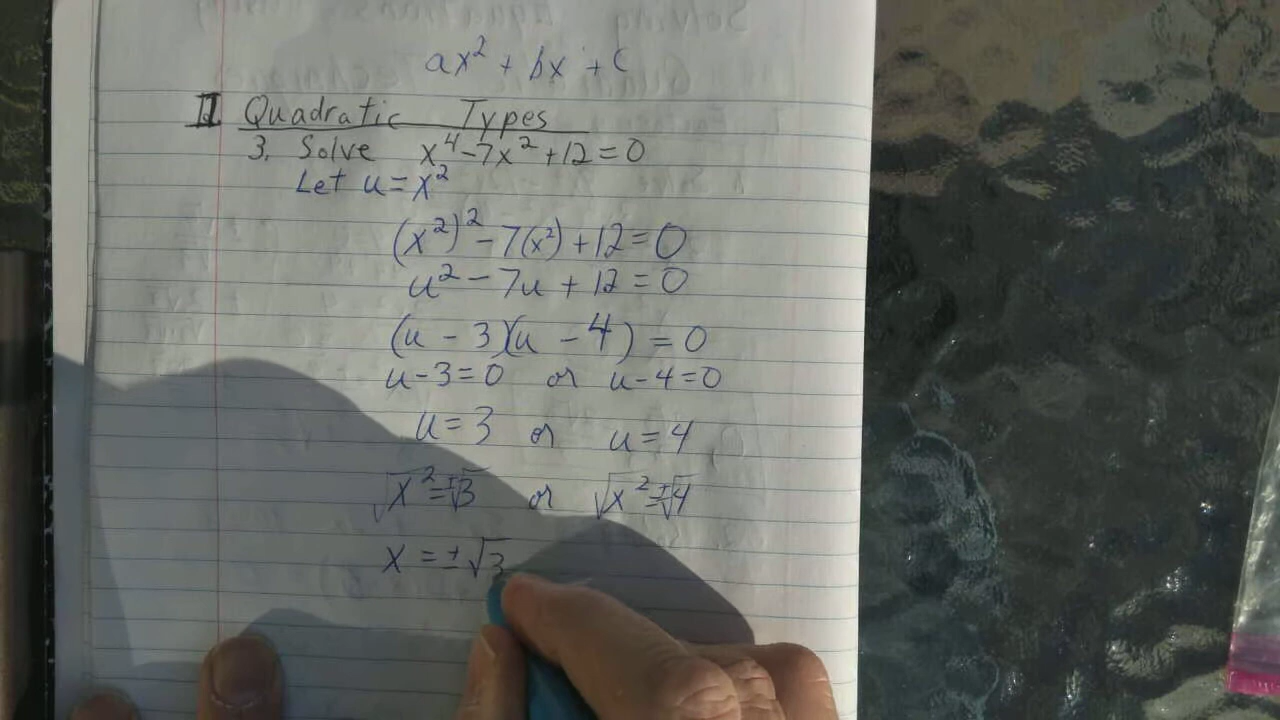 ax² + bx + c
II Quadratic Types
3. Solve x⁴-7x²+12=0
Let u=x²
(x²)²-7(x²)+12=0
u²-7u+12=0
(u-3)(u-4)=0
u-3=0 or u-4=0
u=3 or u=4
√x²=±√3 or √x²=±√4
x=±√3